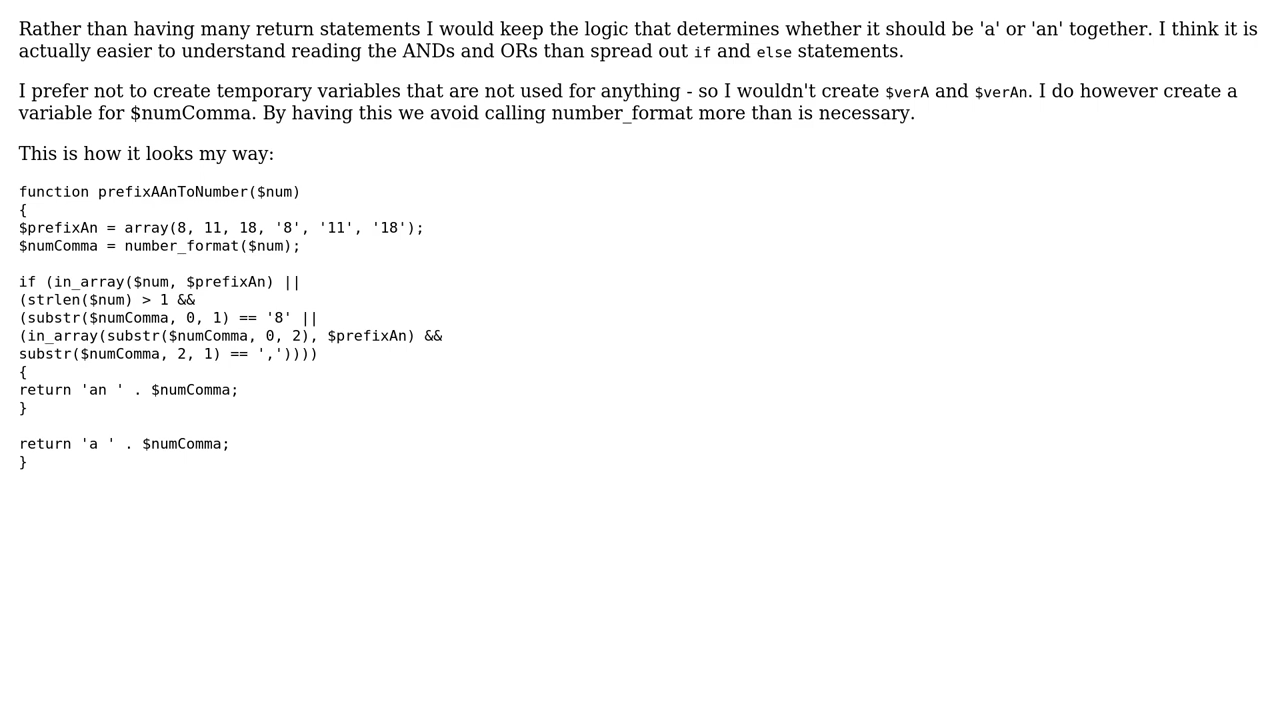 Rather than having many return statements I would keep the logic that determines whether it should be 'a' or 'an' together. I think it is
actually easier to understand reading the ANDs and ORs than spread out if and else statements.
I prefer not to create temporary variables that are not used for anything - so I wouldn't create $verA and $verAn. I do however create a
variable for $numComma. By having this we avoid calling number_format more than is necessary.
This is how it looks my way:
function prefixAAnToNumber($num)
{
$prefixAn = array(8, 11, 18, '8', '11', '18');
$numComma = number_format($num);
if (in_array($num, $prefixAn) ||
(strlen($num) > 1 &&
(substr($numComma, 0, 1) == '8' ||
(in_array(substr($numComma, 0, 2), $prefixAn) &&
substr($numComma, 2, 1) == ','))))
{
return 'an ' . $numComma;
}
return 'a ' . $numComma;
}